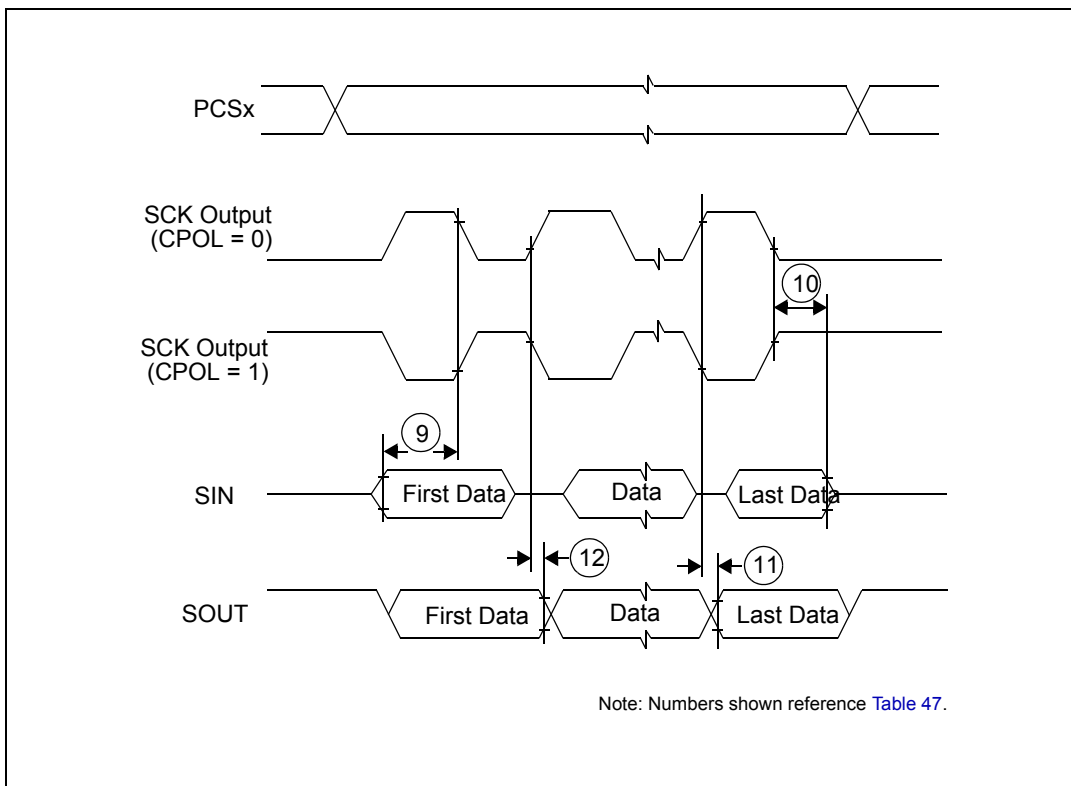 PCSx
SCK Output
(CPOL = 0)
10
SCK Output
(CPOL = 1)
9
SIN
First Data
Data
Last Data
12
11
SOUT
First Data
Data
Last Data
Note: Numbers shown reference Table 47.